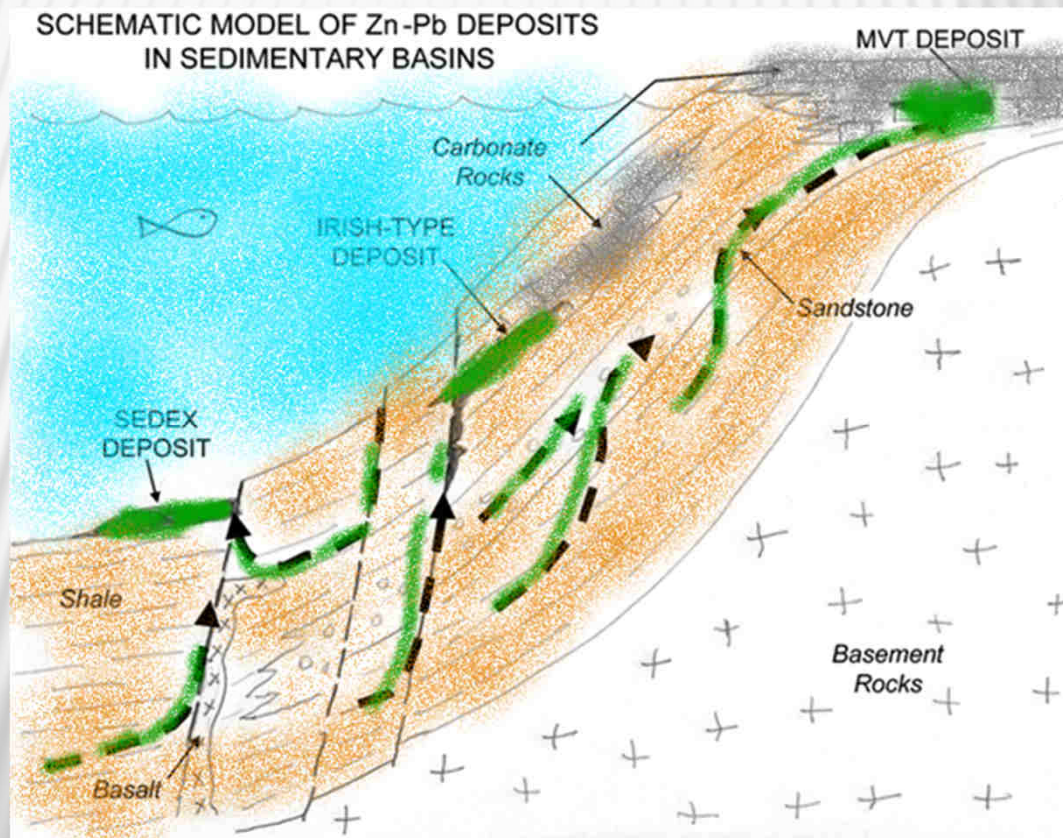 SCHEMATIC MODEL OF Zn-Pb DEPOSITS
IN SEDIMENTARY BASINS
MVT DEPOSIT
Carbonate
Rocks
IRISH-TYPE
DEPOSIT
Sandstone
SEDEX
DEPOSIT
Shale
Basement
Rocks
Basalt